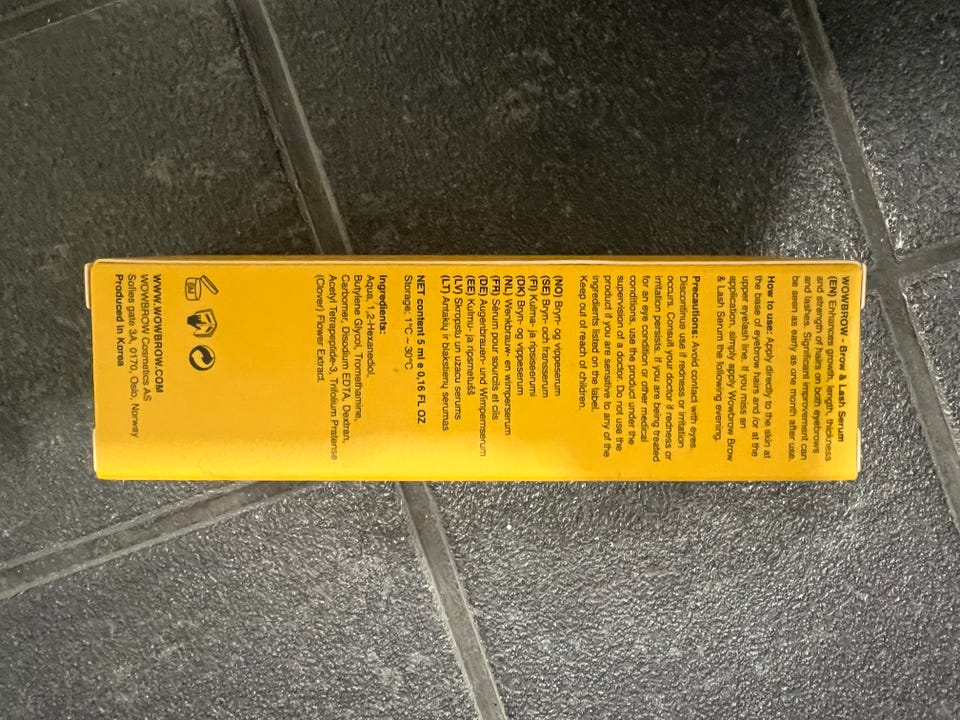 WOWBROW - Brow & Lash Serum
(EN) Enhances growth, length, thickness
and strength of hairs on both eyebrows
and lashes. Significant improvement can
be seen as early as one month after use.
How to use: Apply directly to the skin at
the base of eyebrow hairs and /or at the
upper eyelash line. If you miss an
application, simply apply Wowbrow Brow
& Lash Serum the following evening.
Precautions: Avoid contact with eyes.
Discontinue use if redness or irritation
occurs. Consult your doctor if redness or
irritation persists. If you are being treated
for an eye condition or other medical
conditions, use the product under the
supervision of a doctor. Do not use the
product if you are sensitive to any of the
ingredients listed on the label.
Keep out of reach of children.
(NO) Bryn- og vippeserum
(SE) Bryn- och fransserum
(FI) Kulma- ja ripsiseerumi
(DK) Bryn- og vippeserum
(NL) Wenkbrauw- en wimperserum
(FR) Sérum pour sourcils et cils
(DE) Augenbrauen- und Wimpernserum
(EE) Kulmu- ja ripsmetušš
(LV) Skropstu un uzacu serums
(LT) Antakių ir blakstienų serumas
NET content 5 ml e 0,16 FL OZ
Storage: 1°C – 30°C
Ingredients:
Aqua, 1,2-Hexanediol,
Butylene Glycol, Tromethamine,
Carbomer, Disodium EDTA, Dextran,
Acetyl Tetrapeptide-3, Trifolium Pratense
(Clover) Flower Extract.
WWW.WOWBROW.COM
WOWBROW Cosmetics AS
Sofies gate 3A, 0170, Oslo, Norway
Produced in Korea